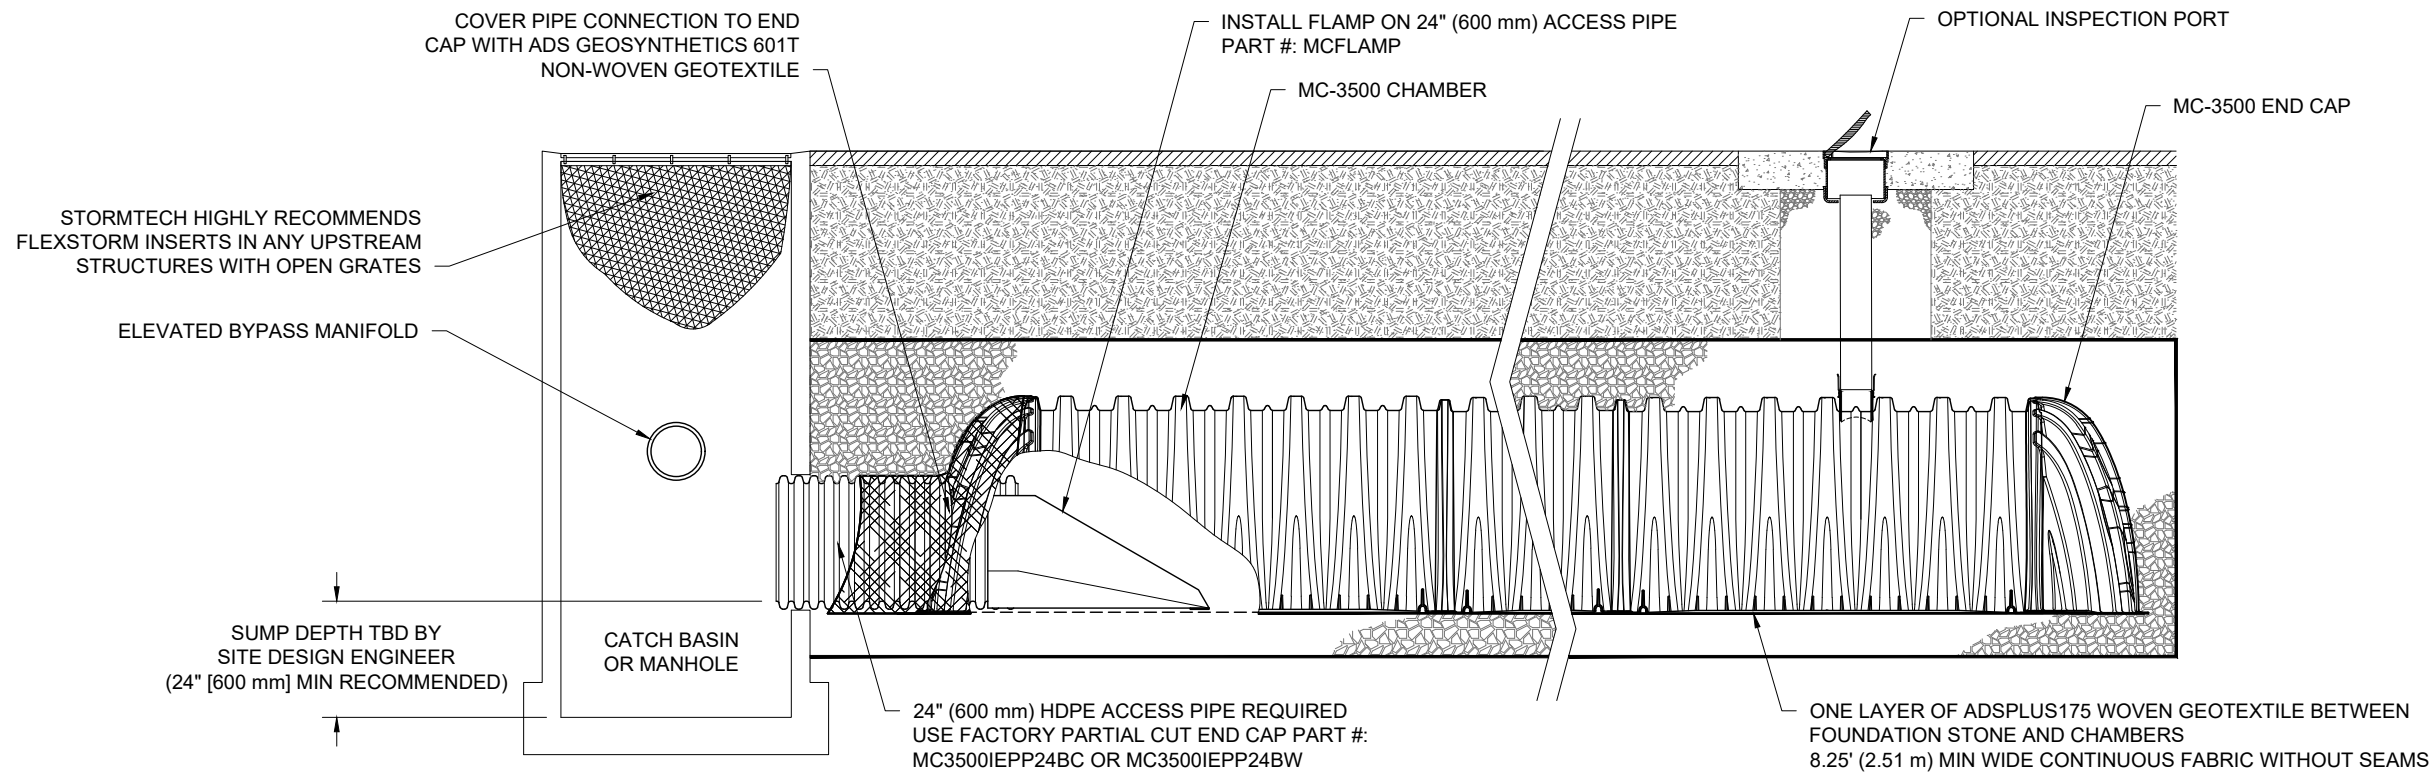 COVER PIPE CONNECTION TO END
CAP WITH ADS GEOSYNTHETICS 601T
NON-WOVEN GEOTEXTILE
INSTALL FLAMP ON 24" (600 mm) ACCESS PIPE
PART #: MCFLAMP
MC-3500 CHAMBER
OPTIONAL INSPECTION PORT
MC-3500 END CAP
STORMTECH HIGHLY RECOMMENDS
FLEXSTORM INSERTS IN ANY UPSTREAM
STRUCTURES WITH OPEN GRATES
ELEVATED BYPASS MANIFOLD
SUMP DEPTH TBD BY
SITE DESIGN ENGINEER
(24" [600 mm] MIN RECOMMENDED)
CATCH BASIN
OR MANHOLE
24" (600 mm) HDPE ACCESS PIPE REQUIRED
USE FACTORY PARTIAL CUT END CAP PART #:
MC3500IEPP24BC OR MC3500IEPP24BW
ONE LAYER OF ADSPLUS175 WOVEN GEOTEXTILE BETWEEN
FOUNDATION STONE AND CHAMBERS
8.25' (2.51 m) MIN WIDE CONTINUOUS FABRIC WITHOUT SEAMS